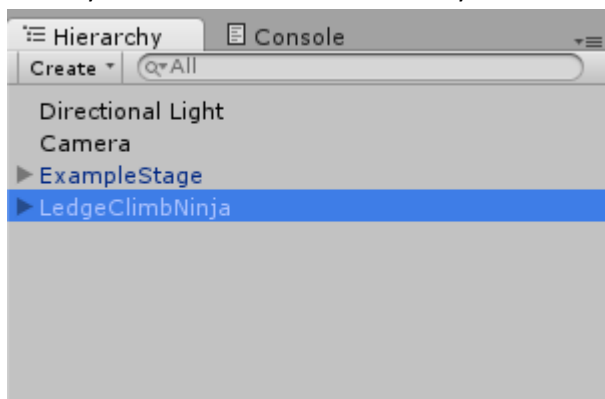 Hierarchy Console
Create All
Directional Light
Camera
ExampleStage
LedgeClimbNinja